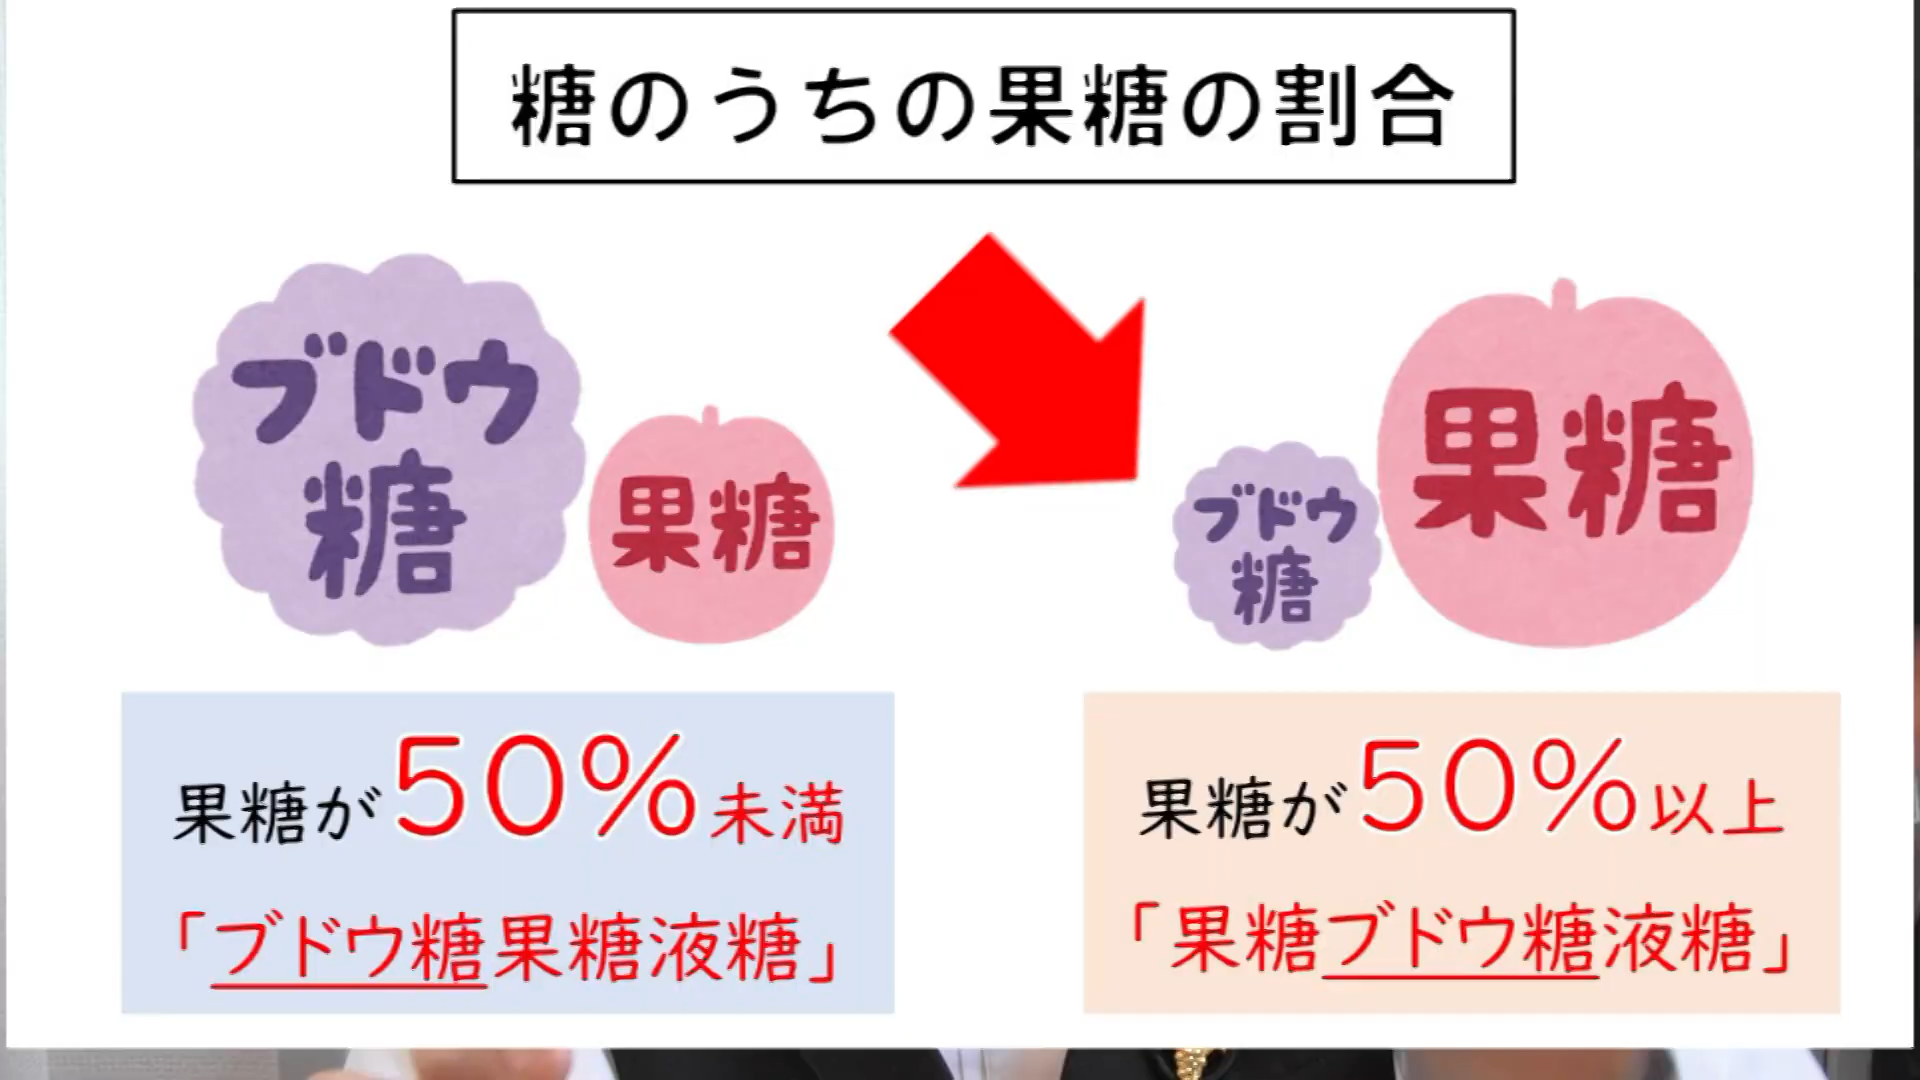 糖のうちの果糖の割合
ブドウ
糖
果糖
ブドウ
糖
果糖
果糖が50%未満
「ブドウ糖果糖液糖」
果糖が50%以上
「果糖ブドウ糖液糖」